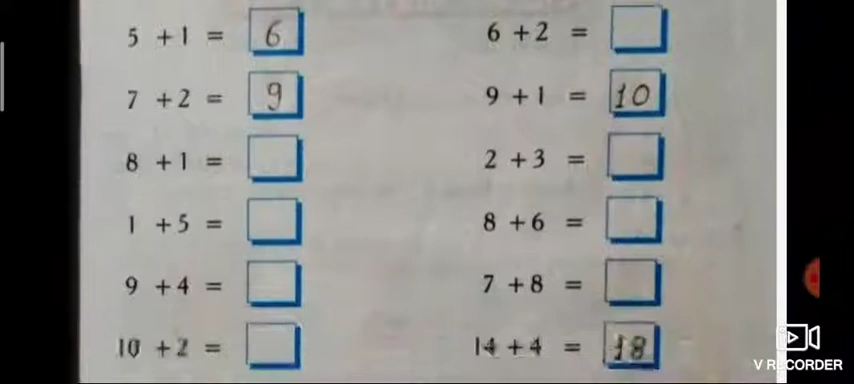 5 + 1 = 6
6 + 2 =
7 + 2 = 9
9 + 1 = 10
8 + 1 =
2 + 3 =
1 + 5 =
8 + 6 =
9 + 4 =
7 + 8 =
10 + 2 =
14 + 4 = 18
V RECORDER